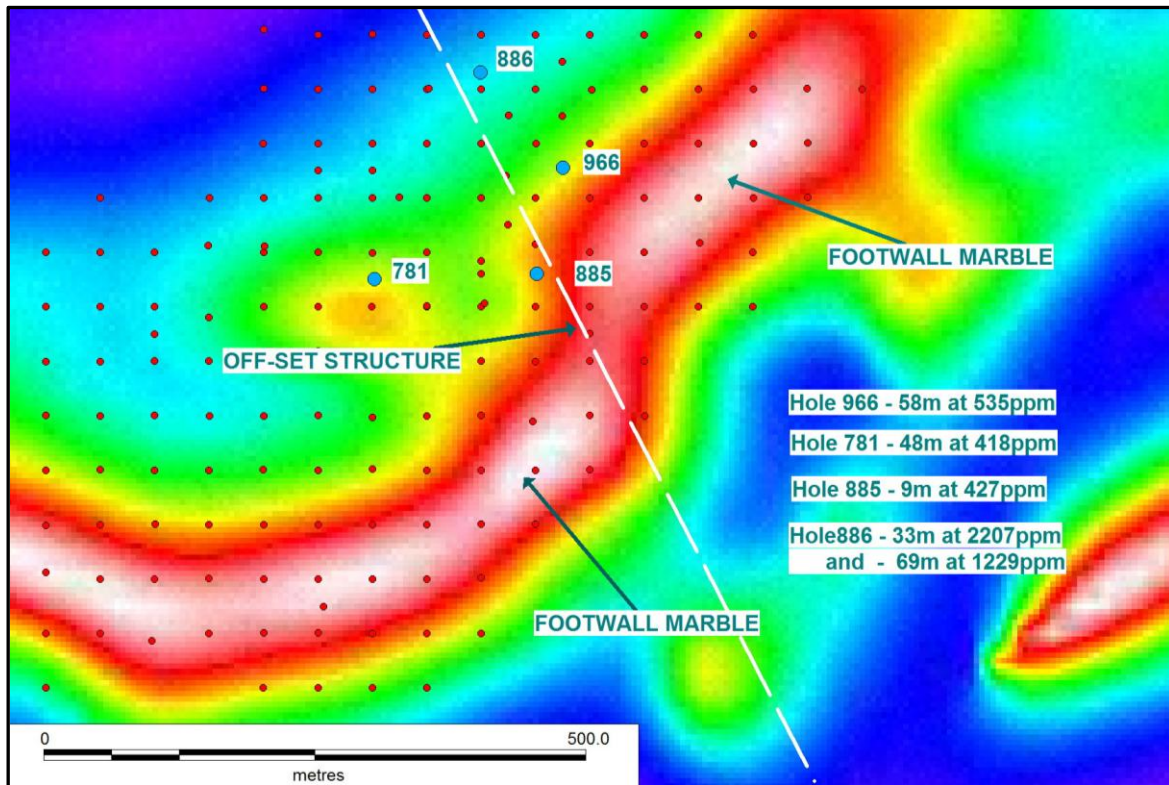 886
966
FOOTWALL MARBLE
781
885
OFF-SET STRUCTURE
Hole 966 - 58m at 535ppm
Hole 781 - 48m at 418ppm
Hole 885 - 9m at 427ppm
Hole886 - 33m at 2207ppm
and - 69m at 1229ppm
FOOTWALL MARBLE
0 500.0
metres